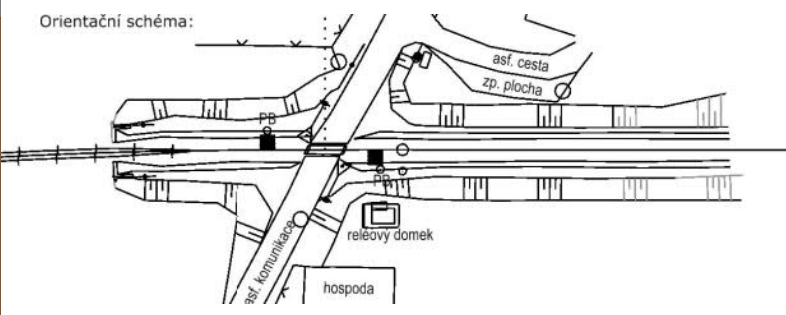 Orientační schéma:
asf. cesta
zp. plocha
PB
PB
reléový domek
asf. komunikace
hospoda